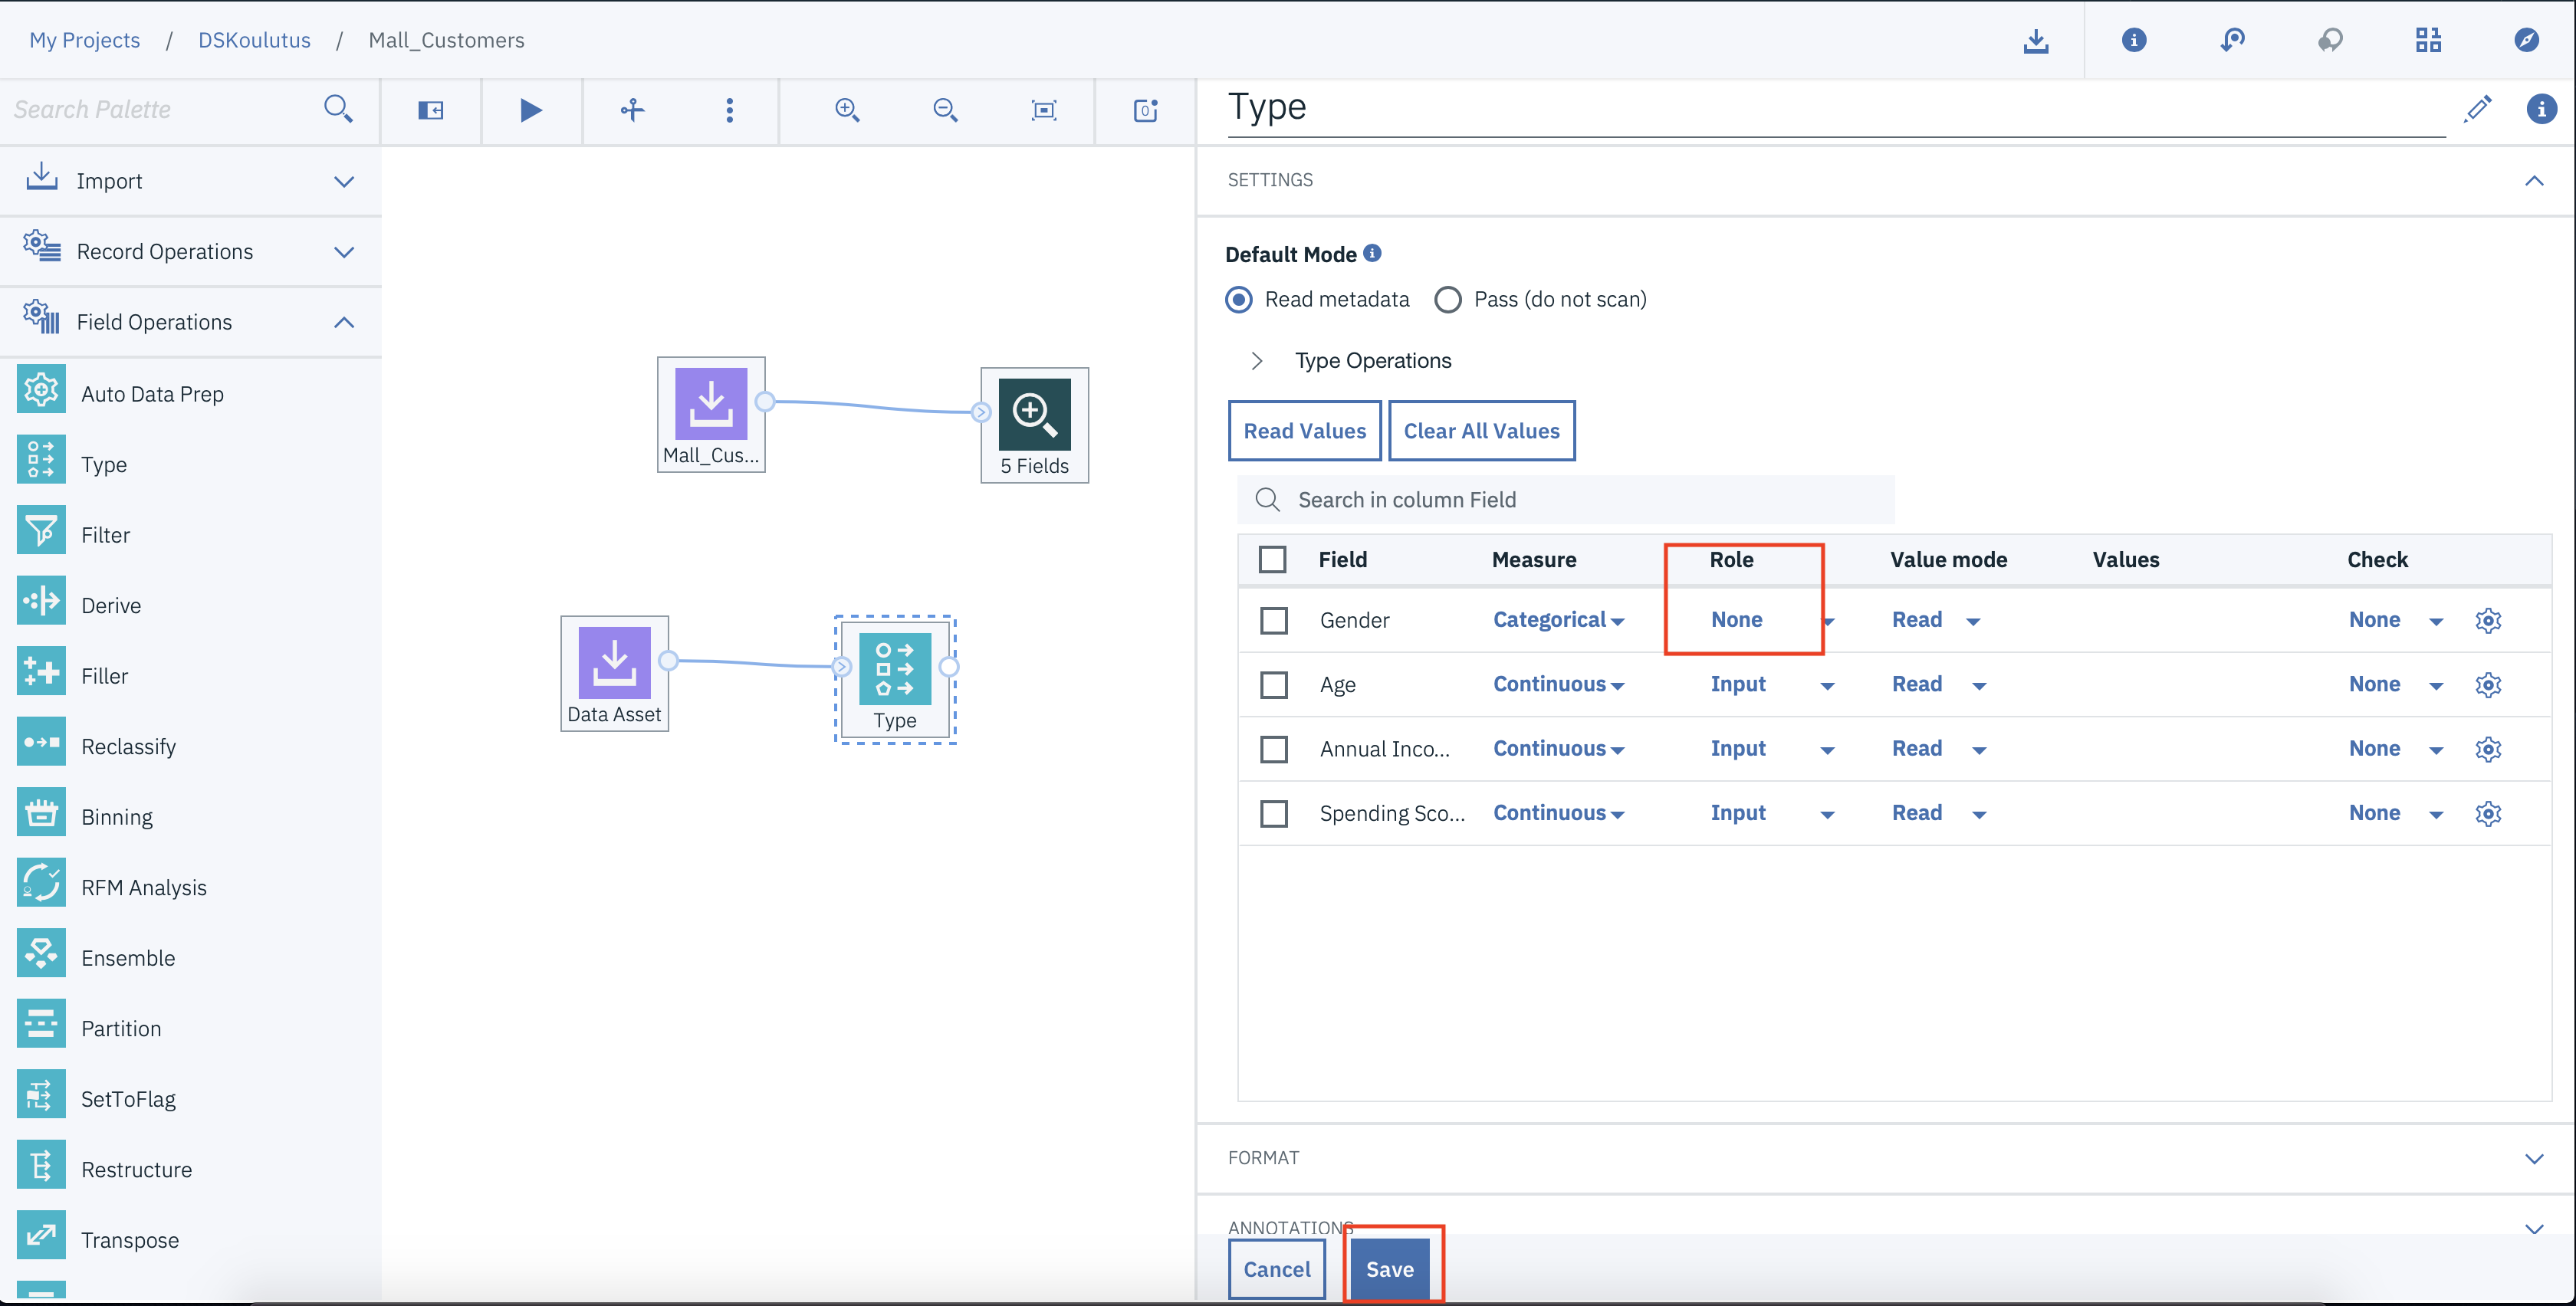 My Projects / DSKoulutus / Mall_Customers
Search Palette
Import
Record Operations
Field Operations
Auto Data Prep
Type
Filter
Derive
Filler
Reclassify
Binning
RFM Analysis
Ensemble
Partition
SetToFlag
Restructure
Transpose
Mall_Cus...
5 Fields
Data Asset
Type
Type
SETTINGS
Default Mode
Read metadata Pass (do not scan)
Type Operations
Read Values Clear All Values
Search in column Field
Field Measure Role Value mode Values Check
Gender Categorical None Read None
Age Continuous Input Read None
Annual Inco... Continuous Input Read None
Spending Sco... Continuous Input Read None
FORMAT
ANNOTATIONS
Cancel Save